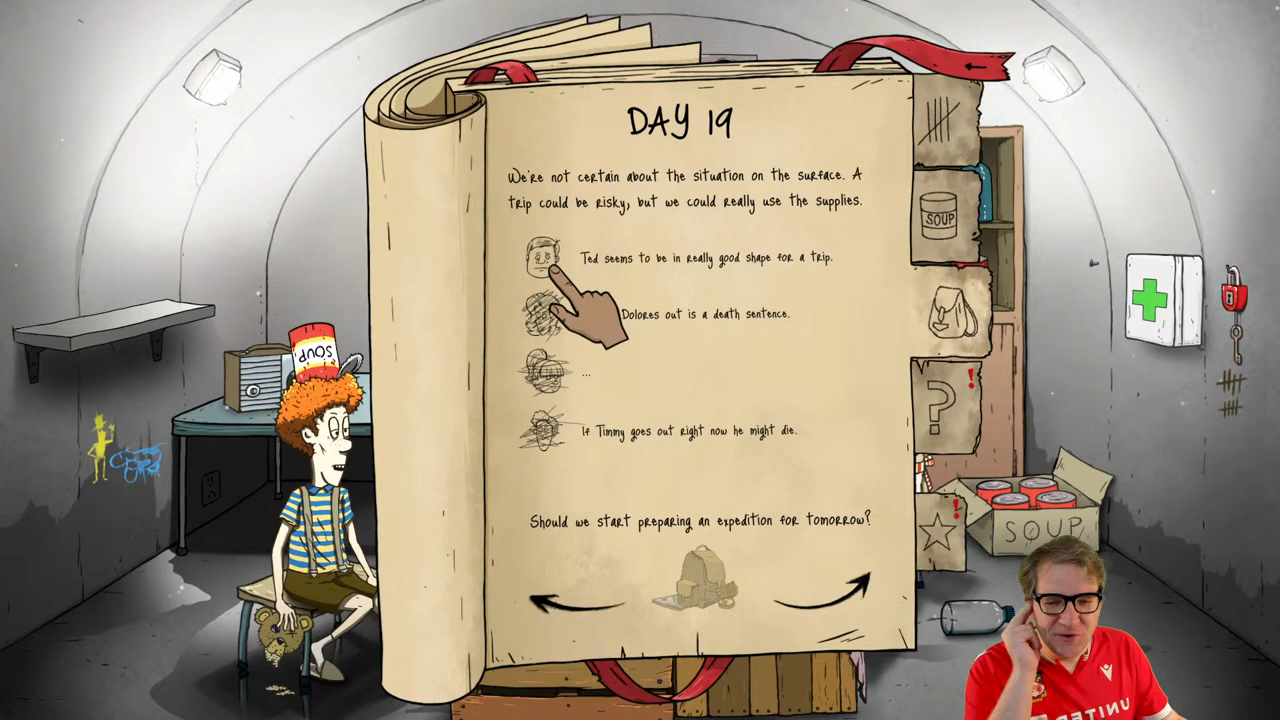 DAY 19
We're not certain about the situation on the surface. A
trip could be risky, but we could really use the supplies.
Ted seems to be in really good shape for a trip.
Dolores out is a death sentence.
...
If Timmy goes out right now he might die.
Should we start preparing an expedition for tomorrow?
SOUP
?
!
!
SOUP
SOUP
UNITED